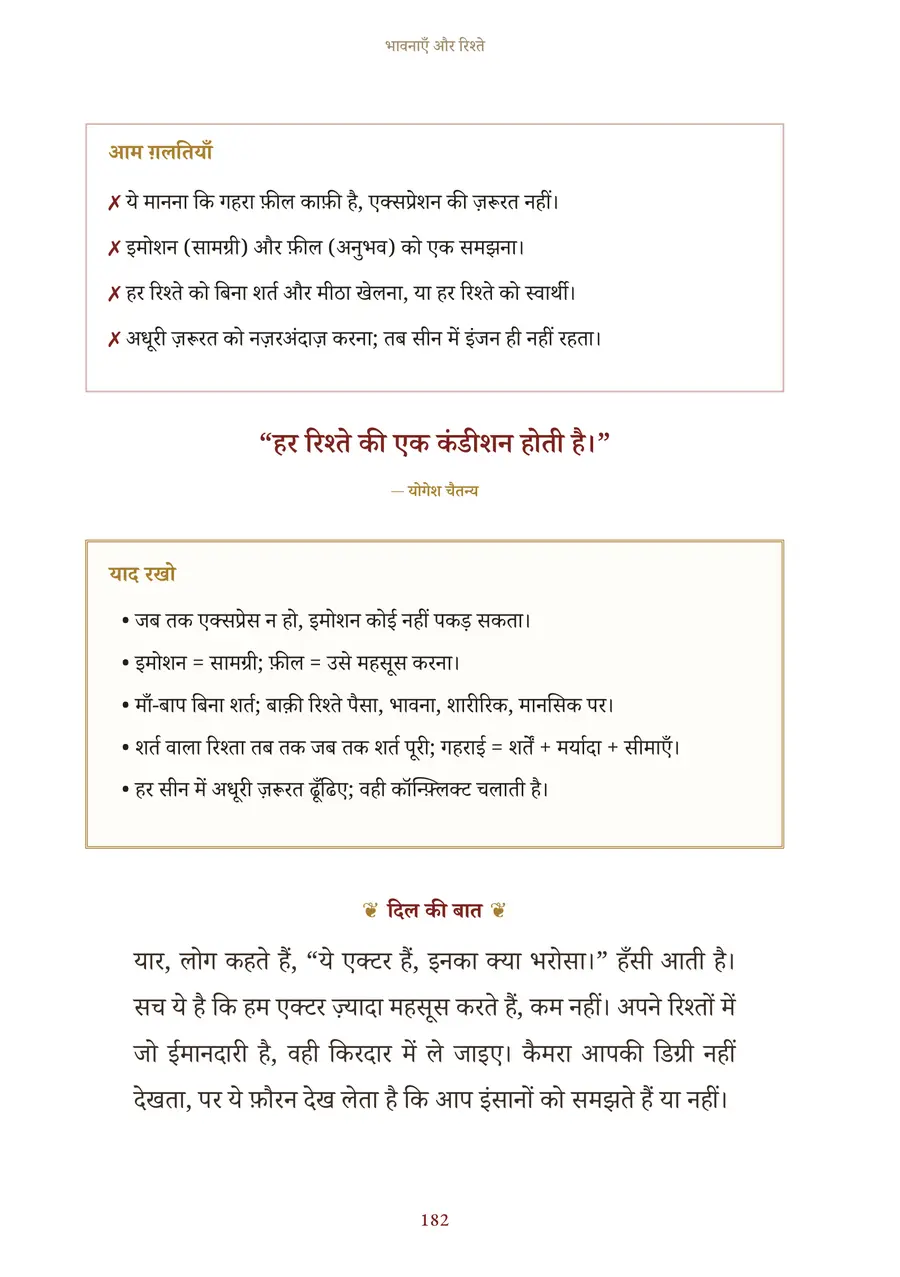 भावनाएँ और रिश्ते
आम ग़लतियाँ
✗ ये मानना कि गहरा फ़ील काफ़ी है, एक्सप्रेशन की ज़रूरत नहीं।
✗ इमोशन (सामग्री) और फ़ील (अनुभव) को एक समझना।
✗ हर रिश्ते को बिना शर्त और मीठा खेलना, या हर रिश्ते को स्वार्थी।
✗ अधूरी ज़रूरत को नज़रअंदाज़ करना; तब सीन में इंजन ही नहीं रहता।
“हर रिश्ते की एक कंडीशन होती है।”
— योगेश चैतन्य
याद रखो
• जब तक एक्सप्रेस न हो, इमोशन कोई नहीं पकड़ सकता।
• इमोशन = सामग्री; फ़ील = उसे महसूस करना।
• माँ-बाप बिना शर्त; बाक़ी रिश्ते पैसा, भावना, शारीरिक, मानसिक पर।
• शर्त वाला रिश्ता तब तक जब तक शर्त पूरी; गहराई = शर्तें + मर्यादा + सीमाएँ।
• हर सीन में अधूरी ज़रूरत ढूँढिए; वही कॉन्फ़्लिक्ट चलाती है।
❦ दिल की बात ❦
यार, लोग कहते हैं, “ये एक्टर हैं, इनका क्या भरोसा।” हँसी आती है।
सच ये है कि हम एक्टर ज़्यादा महसूस करते हैं, कम नहीं। अपने रिश्तों में
जो ईमानदारी है, वही किरदार में ले जाइए। कैमरा आपकी डिग्री नहीं
देखता, पर ये फ़ौरन देख लेता है कि आप इंसानों को समझते हैं या नहीं।
182